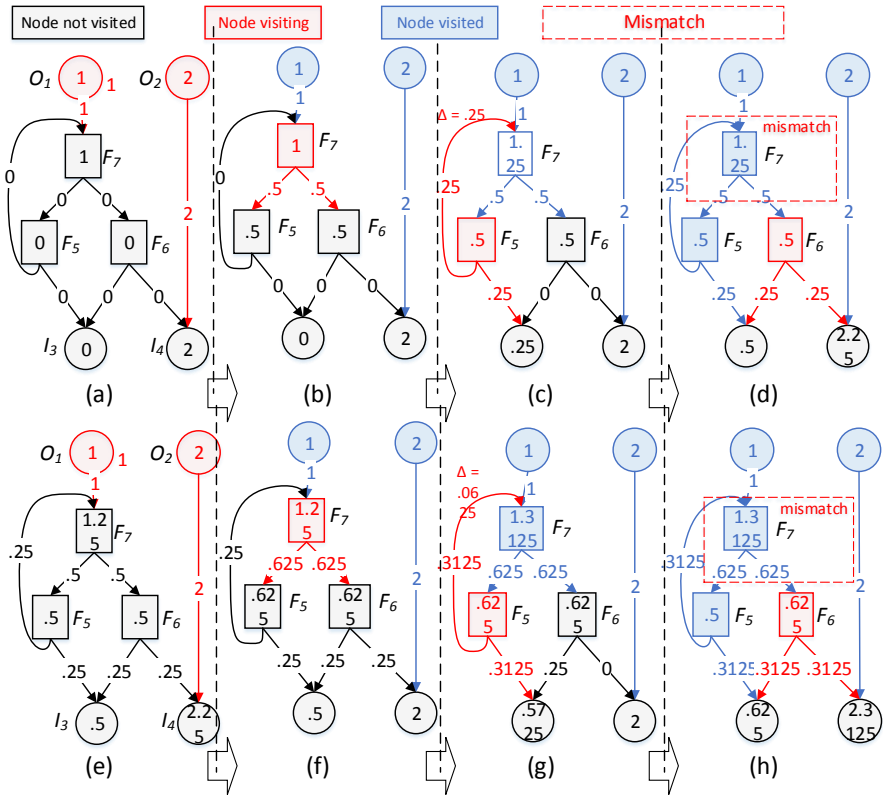 Node not visited
Node visiting
Node visited
Mismatch
O1 1 1 O2 2
1
1 F7
0
0 0
0 F5 0 F6
2
0 0 0
I3 0 I4 2
(a)
1 2
1
1 F7
0
.5 .5
.5 F5 .5 F6
2
0 0 0
0 2
(b)
1 2
Δ = .25
1
1.
25
F7
.25
.5 .5
.5 F5 .5 F6
2
.25 0 0
.25 2
(c)
1 2
1
mismatch
1.
25
F7
.25
.5 .5
.5 F5 .5 F6
2
.25 .25 .25
.5 2.2
5
(d)
O1 1 1 O2 2
1
1.2
5
F7
.25
.5 .5
.5 F5 .5 F6
2
.25 .25 .25
I3 .5 I4 2.2
5
(e)
1 2
1
1.2
5
F7
.25
.625 .625
.62
5
F5
.62
5
F6
2
.25 .25 .25
.5 2
(f)
1 2
Δ =
.06
25
1
1.3
125
F7
.3125
.625 .625
.62
5
F5
.62
5
F6
2
.3125 .25 0
.57
25
2
(g)
1 2
1
mismatch
1.3
125
F7
.3125
.625 .625
.5 F5
.62
5
F6
2
.3125 .3125 .3125
.62
5
2.3
125
(h)